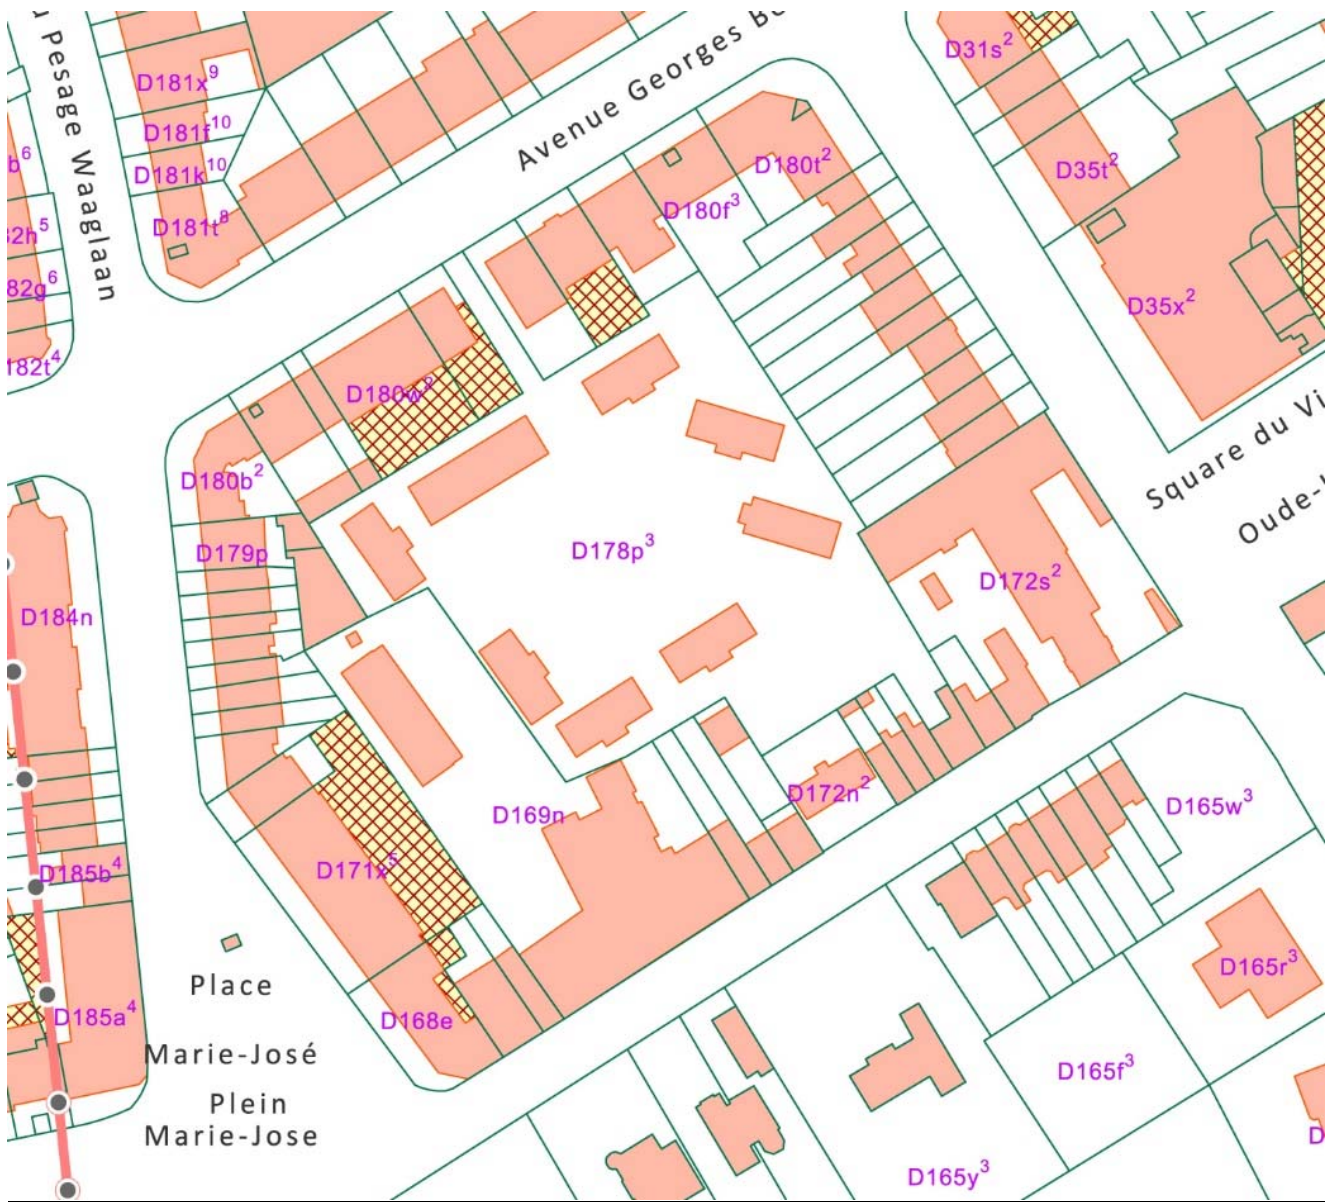 Pesage Waaglaan
Avenue Georges
D31s²
D181x⁹
D181f¹⁰
D181k¹⁰
D181t⁸
D180t²
D180f³
D35t²
D35x²
D180w²
D180b²
D179p
D178p³
Square du
D172s²
D184n
D169n
D172n²
D171x⁵
D185b⁴
D165w³
D165r³
D168e
D185a⁴
D165f³
D165y³
Place
Marie-José
Plein
Marie-Jose